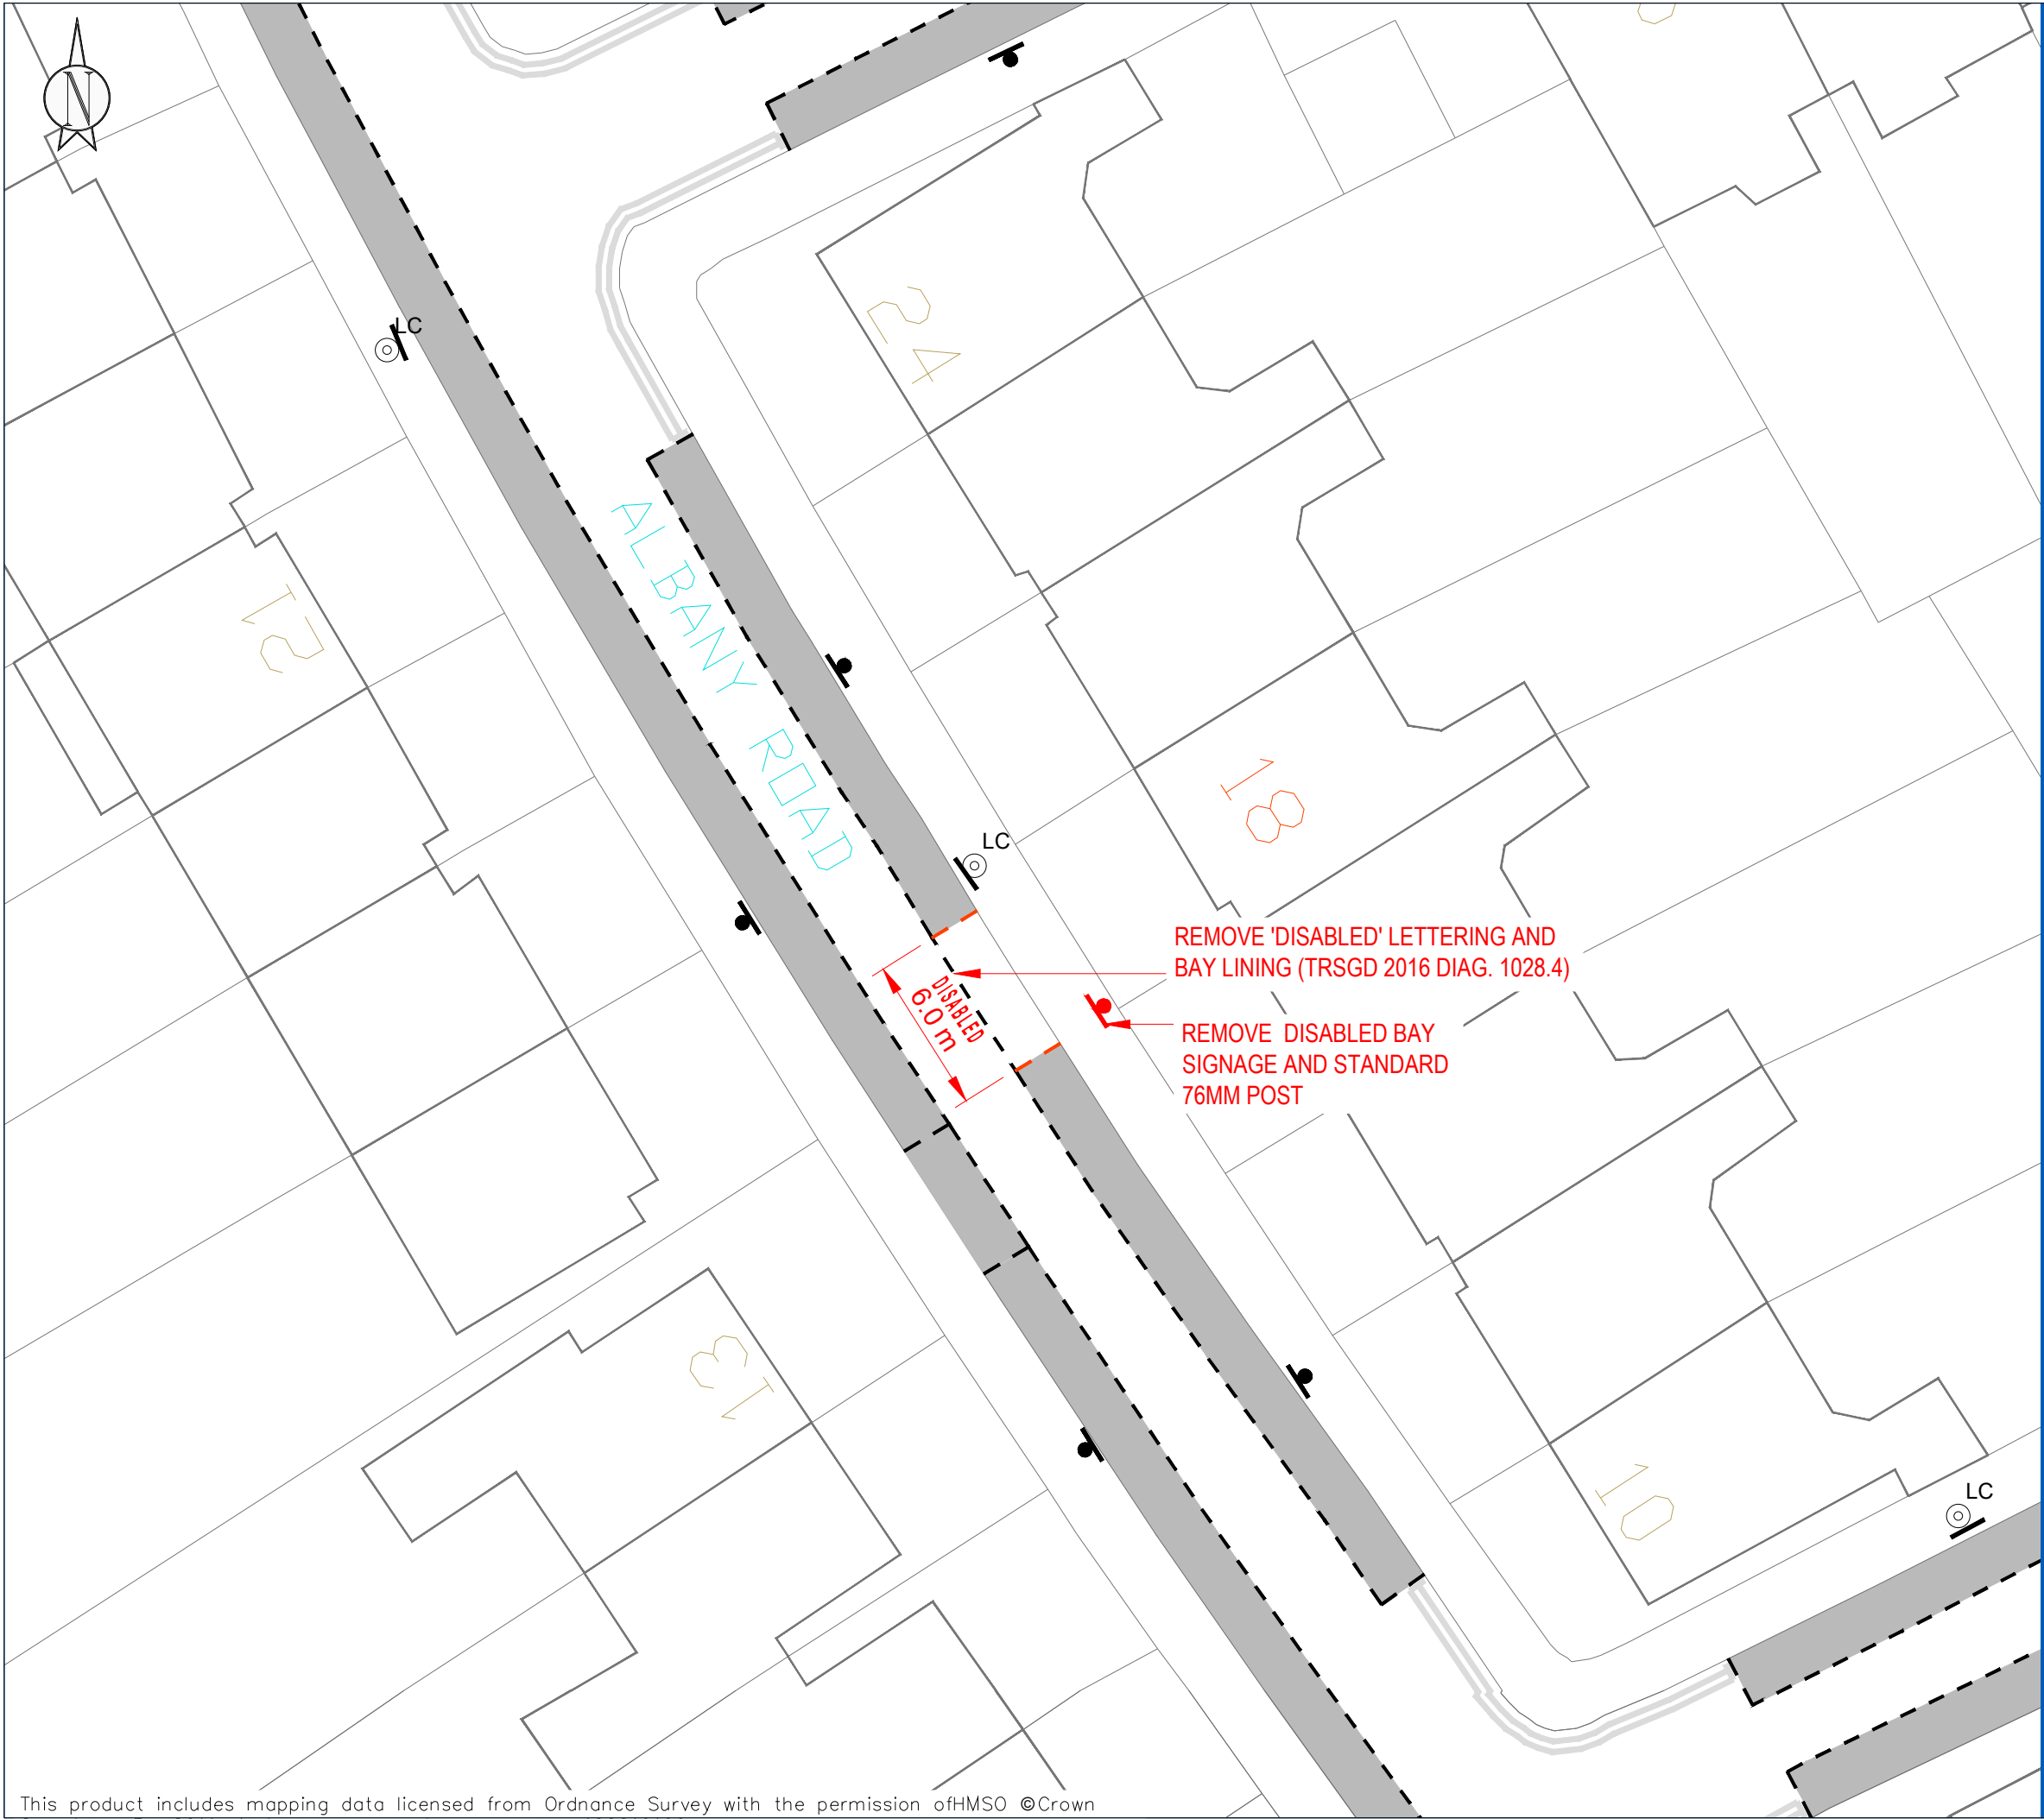 N
LC
24
ALBANY ROAD
15
18
LC
REMOVE 'DISABLED' LETTERING AND
BAY LINING (TRSGD 2016 DIAG. 1028.4)
DISABLED
6.0 m
REMOVE DISABLED BAY
SIGNAGE AND STANDARD
76MM POST
13
10
LC
This product includes mapping data licensed from Ordnance Survey with the permission ofHMSO ©Crown